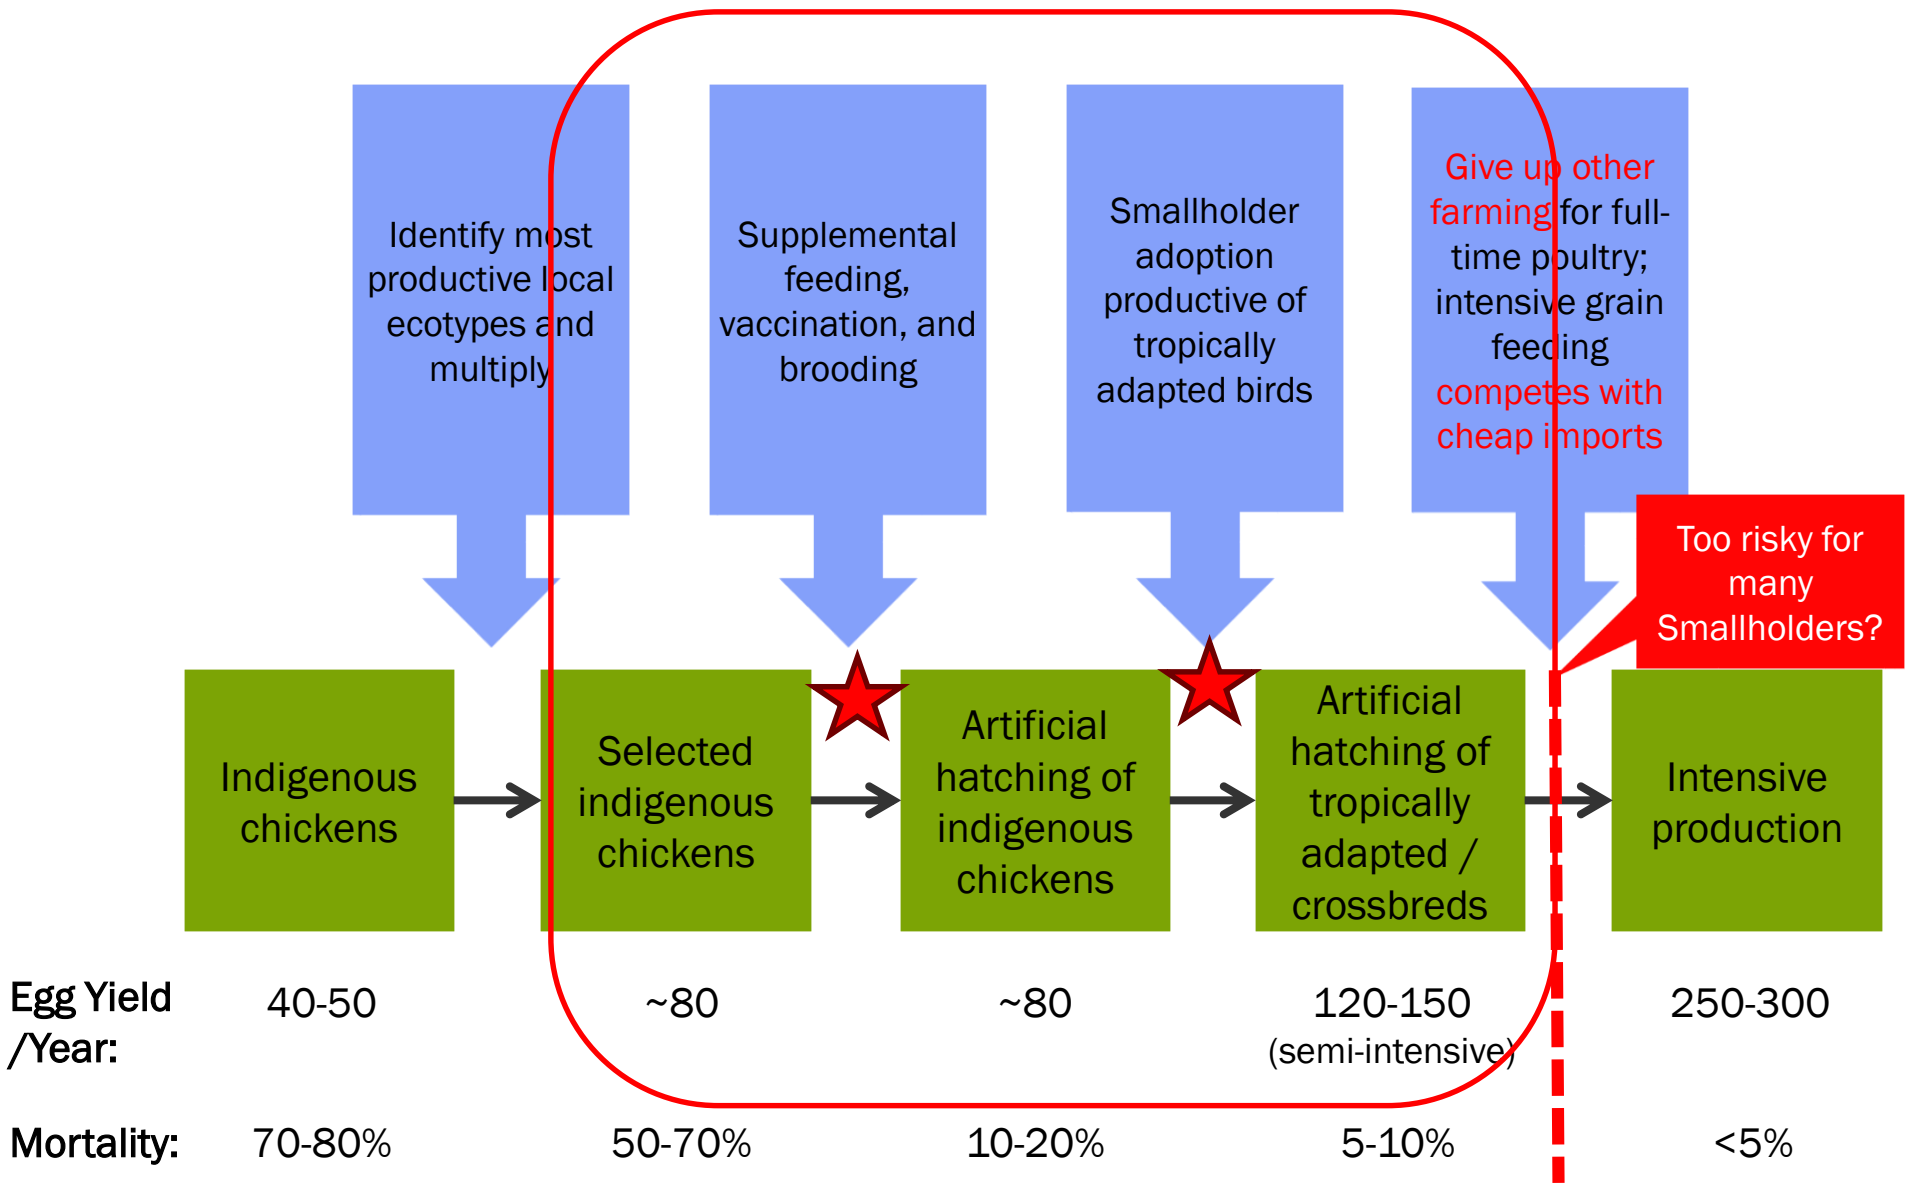 Identify most
productive local
ecotypes and
multiply
Supplemental
feeding,
vaccination, and
brooding
Smallholder
adoption
productive of
tropically
adapted birds
Give up other
farming for full-
time poultry;
intensive grain
feeding
competes with
cheap imports
Too risky for
many
Smallholders?
Indigenous
chickens
Selected
indigenous
chickens
Artificial
hatching of
indigenous
chickens
Artificial
hatching of
tropically
adapted /
crossbreds
Intensive
production
Egg Yield
/Year:
40-50
~80
~80
120-150
(semi-intensive)
250-300
Mortality:
70-80%
50-70%
10-20%
5-10%
<5%